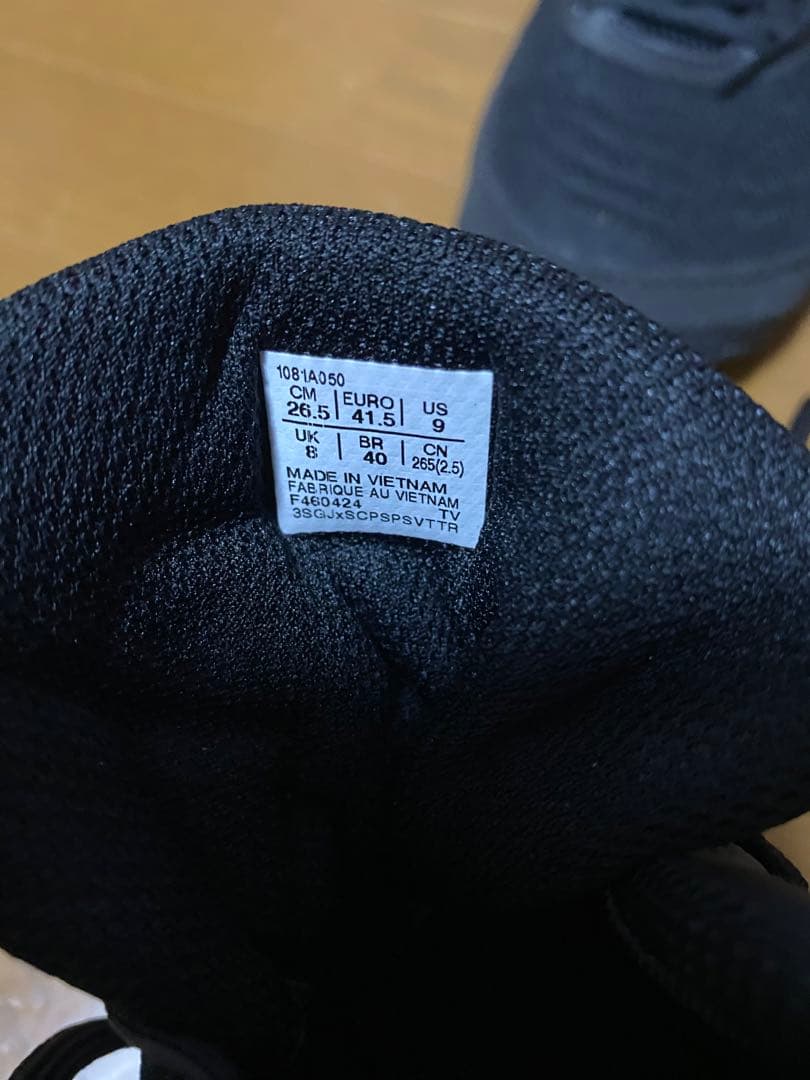 1081A050
CM 26.5 | EURO 41.5 | US 9
UK 8 | BR 40 | CN 265(2.5)
MADE IN VIETNAM
FABRIQUE AU VIETNAM
F460424 TV
3SGJxSCPSPSVTTR